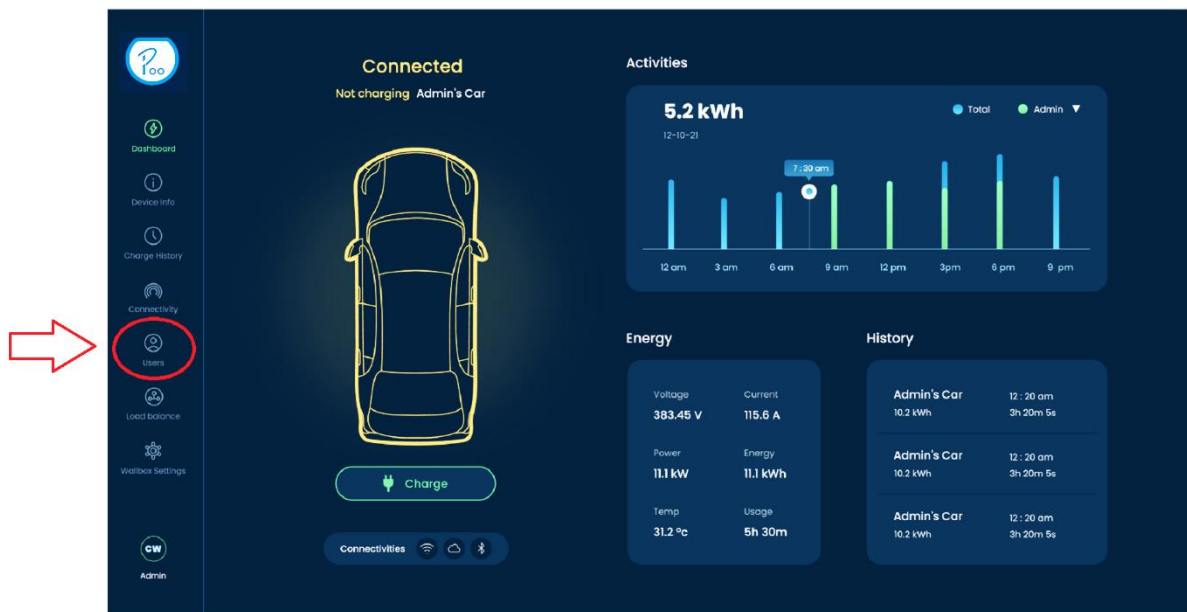 Poo
Dashboard
Device Info
Charge History
Connectivity
Users
Load balance
Wallbox Settings
CW
Admin
Connected
Not charging Admin's Car
Charge
Connectivities
Activities
5.2 kWh
Total Admin ▼
12-10-21
7 : 30 am
12 am 3 am 6 am 9 am 12 pm 3pm 6 pm 9 pm
Energy
Voltage Current
383.45 V 115.6 A
Power Energy
11.1 kW 11.1 kWh
Temp Usage
31.2 ºc 5h 30m
History
Admin's Car 12 : 20 am
10.2 kWh 3h 20m 5s
Admin's Car 12 : 20 am
10.2 kWh 3h 20m 5s
Admin's Car 12 : 20 am
10.2 kWh 3h 20m 5s